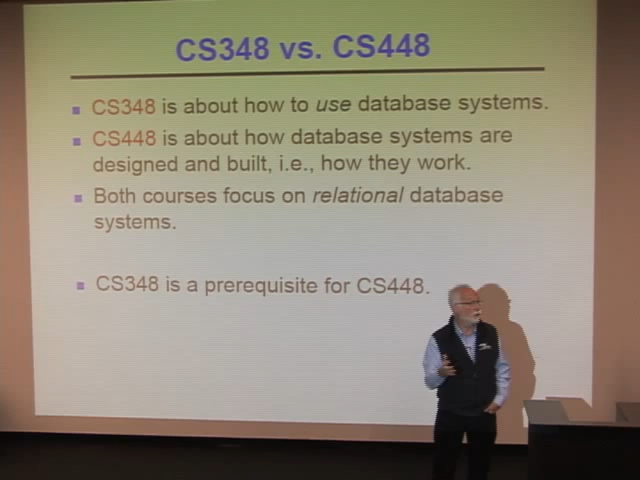 CS348 vs. CS448
CS348 is about how to use database systems.
CS448 is about how database systems are
designed and built, i.e., how they work.
Both courses focus on relational database
systems.
CS348 is a prerequisite for CS448.